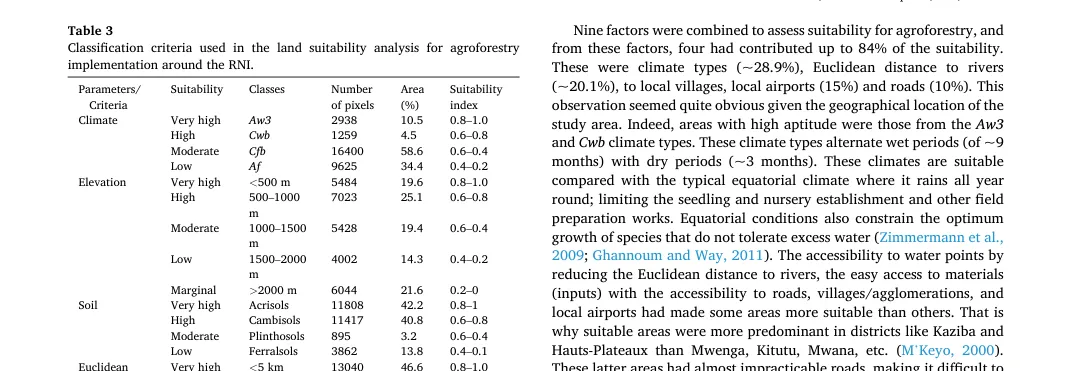 Table 3
Classification criteria used in the land suitability analysis for agroforestry
implementation around the RNI.
Parameters/ Suitability Classes Number Area Suitability
Criteria of pixels (%) index
Climate Very high Aw3 2938 10.5 0.8–1.0
High Cwb 1259 4.5 0.6–0.8
Moderate Cfb 16400 58.6 0.6–0.4
Low Af 9625 34.4 0.4–0.2
Elevation Very high <500 m 5484 19.6 0.8–1.0
High 500–1000 7023 25.1 0.6–0.8
m
Moderate 1000–1500 5428 19.4 0.6–0.4
m
Low 1500–2000 4002 14.3 0.4–0.2
m
Marginal >2000 m 6044 21.6 0.2–0
Soil Very high Acrisols 11808 42.2 0.8–1
High Cambisols 11417 40.8 0.6–0.8
Moderate Plinthosols 895 3.2 0.6–0.4
Low Ferralsols 3862 13.8 0.4–0.1
Euclidean Very high <5 km 13040 46.6 0.8–1.0
Nine factors were combined to assess suitability for agroforestry, and
from these factors, four had contributed up to 84% of the suitability.
These were climate types (~28.9%), Euclidean distance to rivers
(~20.1%), to local villages, local airports (15%) and roads (10%). This
observation seemed quite obvious given the geographical location of the
study area. Indeed, areas with high aptitude were those from the Aw3
and Cwb climate types. These climate types alternate wet periods (of ~9
months) with dry periods (~3 months). These climates are suitable
compared with the typical equatorial climate where it rains all year
round; limiting the seedling and nursery establishment and other field
preparation works. Equatorial conditions also constrain the optimum
growth of species that do not tolerate excess water (Zimmermann et al.,
2009; Ghannoum and Way, 2011). The accessibility to water points by
reducing the Euclidean distance to rivers, the easy access to materials
(inputs) with the accessibility to roads, villages/agglomerations, and
local airports had made some areas more suitable than others. That is
why suitable areas were more predominant in districts like Kaziba and
Hauts-Plateaux than Mwenga, Kitutu, Mwana, etc. (M'Keyo, 2000).
These latter areas had almost impracticable roads, making it difficult to